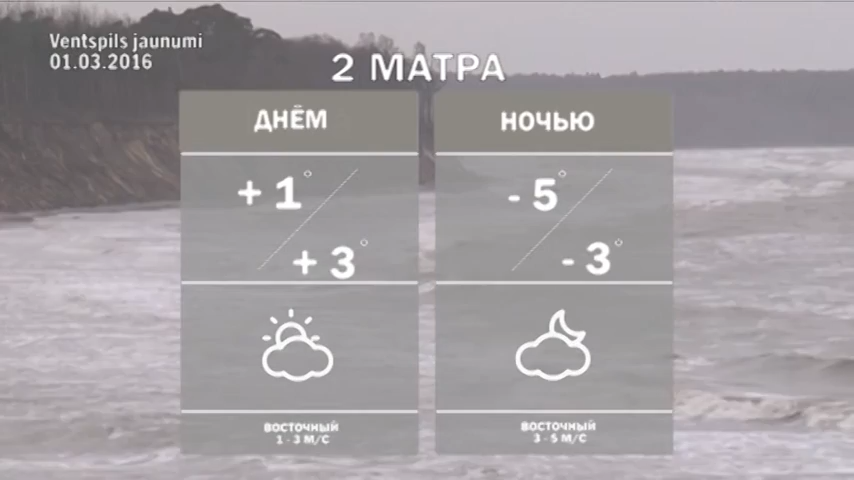 Ventspils jaunumi
01.03.2016
2 МАТРА
ДНЁМ
НОЧЬЮ
+ 1°
- 5°
+ 3°
- 3°
ВОСТОЧНЫЙ
1 - 3 М/С
ВОСТОЧНЫЙ
3 - 5 М/С